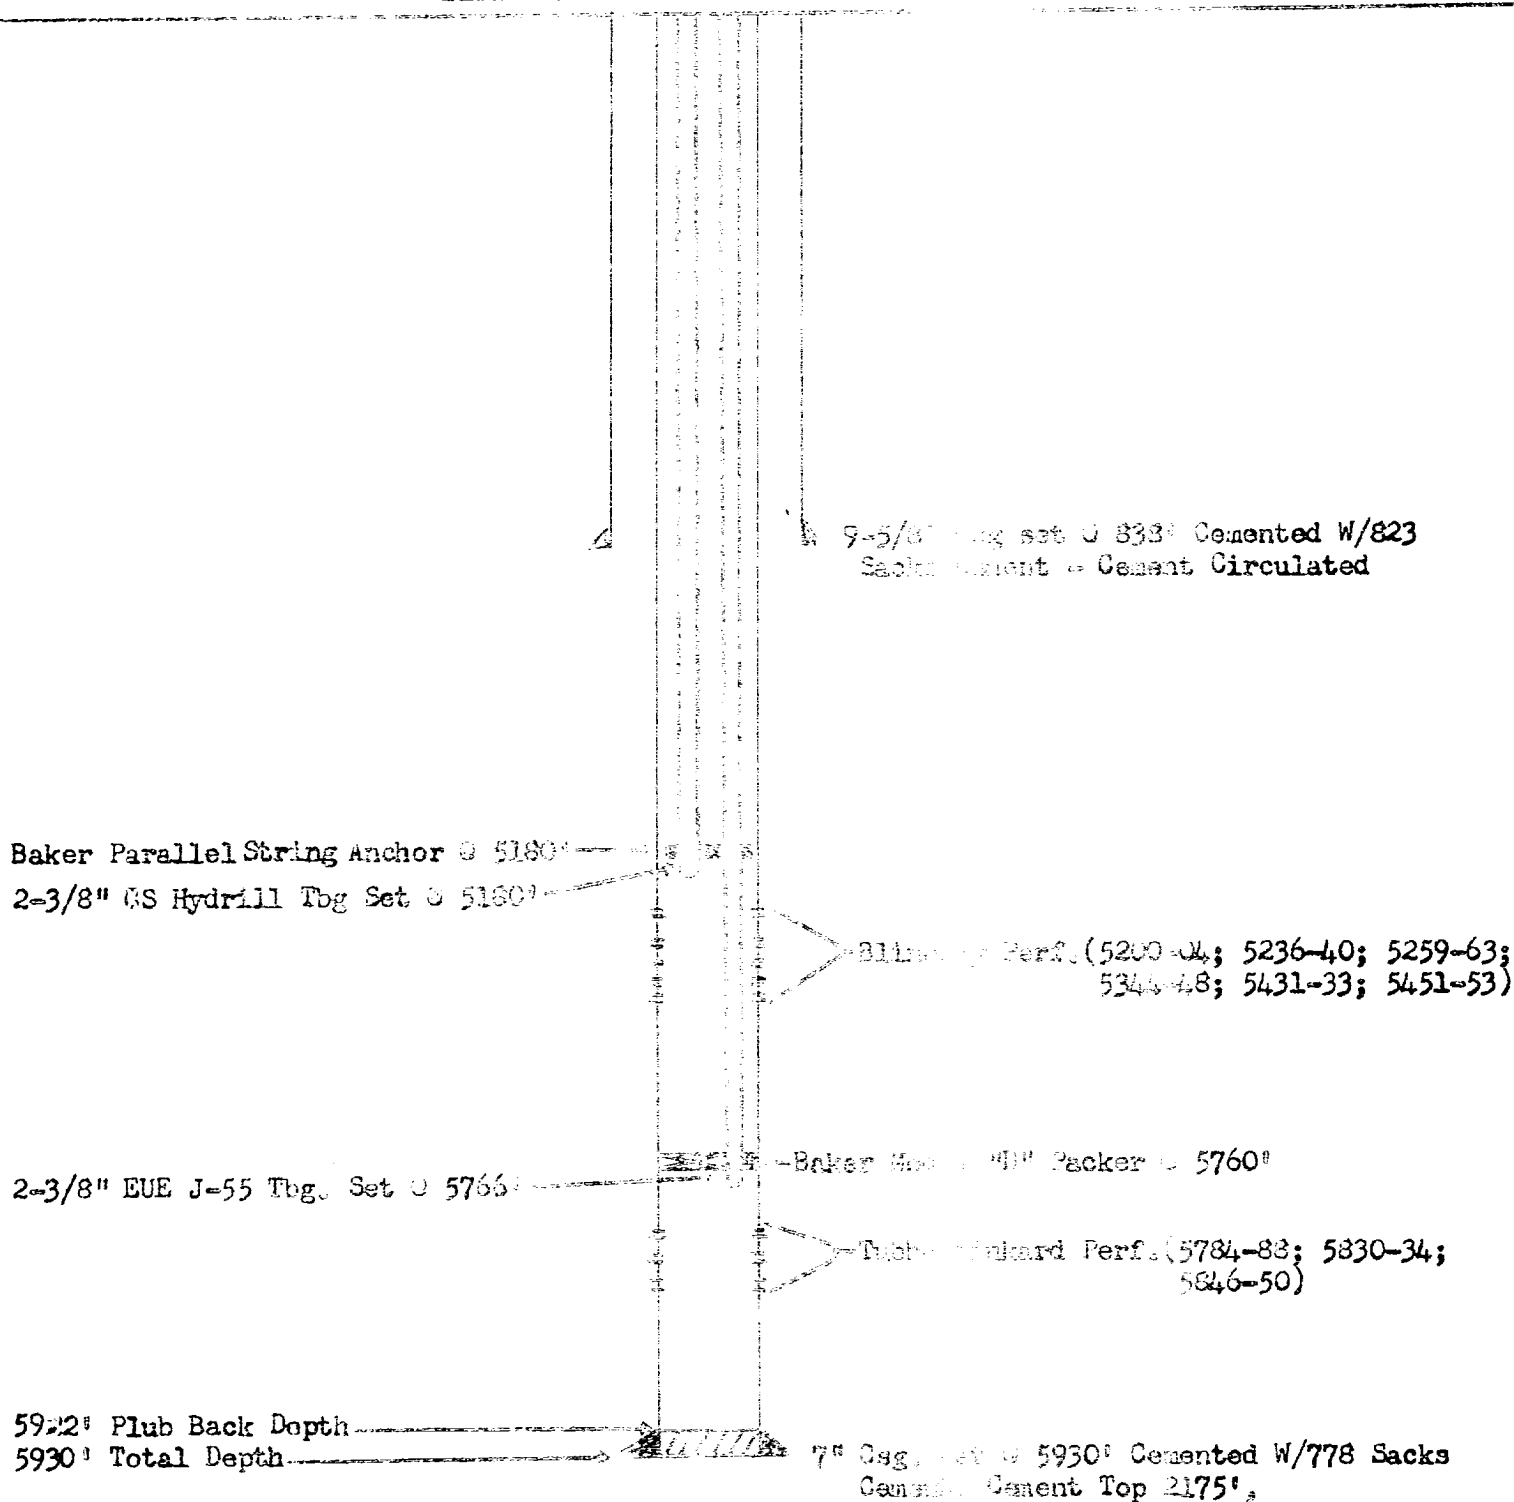 9-5/8" set @ 838' Cemented W/823
Sacks - Cement Circulated
Baker Parallel String Anchor @ 5180'
2-3/8" CS Hydrill Tbg Set @ 5180'
Perf.(5200-04; 5236-40; 5259-63;
5344-48; 5431-33; 5451-53)
Baker "D" Packer @ 5760'
2-3/8" EUE J-55 Tbg. Set @ 5766'
Perf.(5784-88; 5830-34;
5846-50)
5922' Plub Back Depth
5930' Total Depth
7" Csg. @ 5930' Cemented W/778 Sacks
Cement Top 2175',